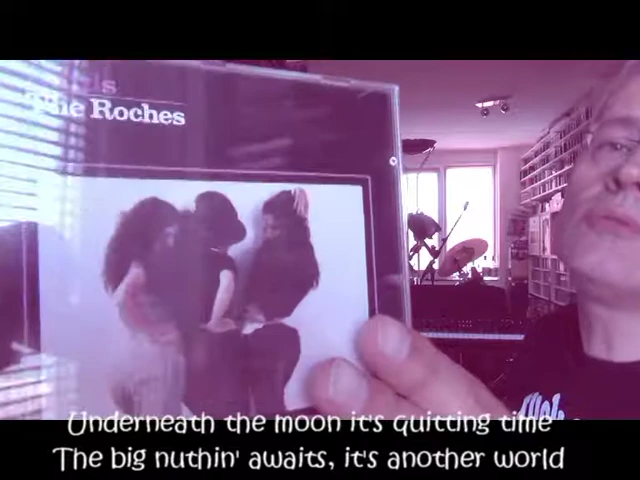 The Roches
Underneath the moon it's quitting time
The big nuthin' awaits, it's another world